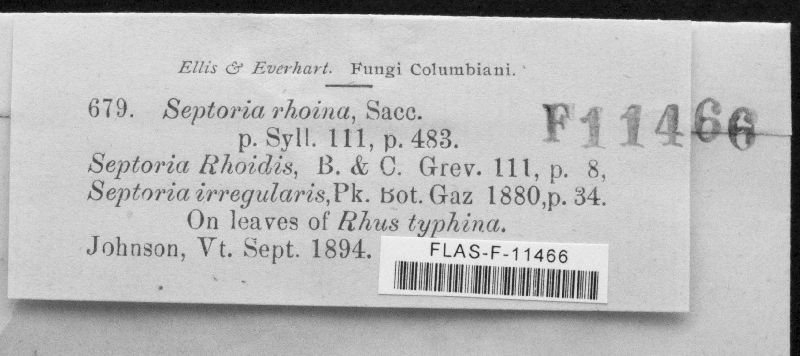 Ellis & Everhart. Fungi Columbiani.
679. Septoria rhoina, Sacc.
p. Syll. 111, p. 483.
F11466
Septoria Rhoidis, B. & C. Grev. 111, p. 8,
Septoria irregularis, Pk. Bot. Gaz 1880, p. 34.
On leaves of Rhus typhina.
Johnson, Vt. Sept. 1894.
FLAS-F-11466